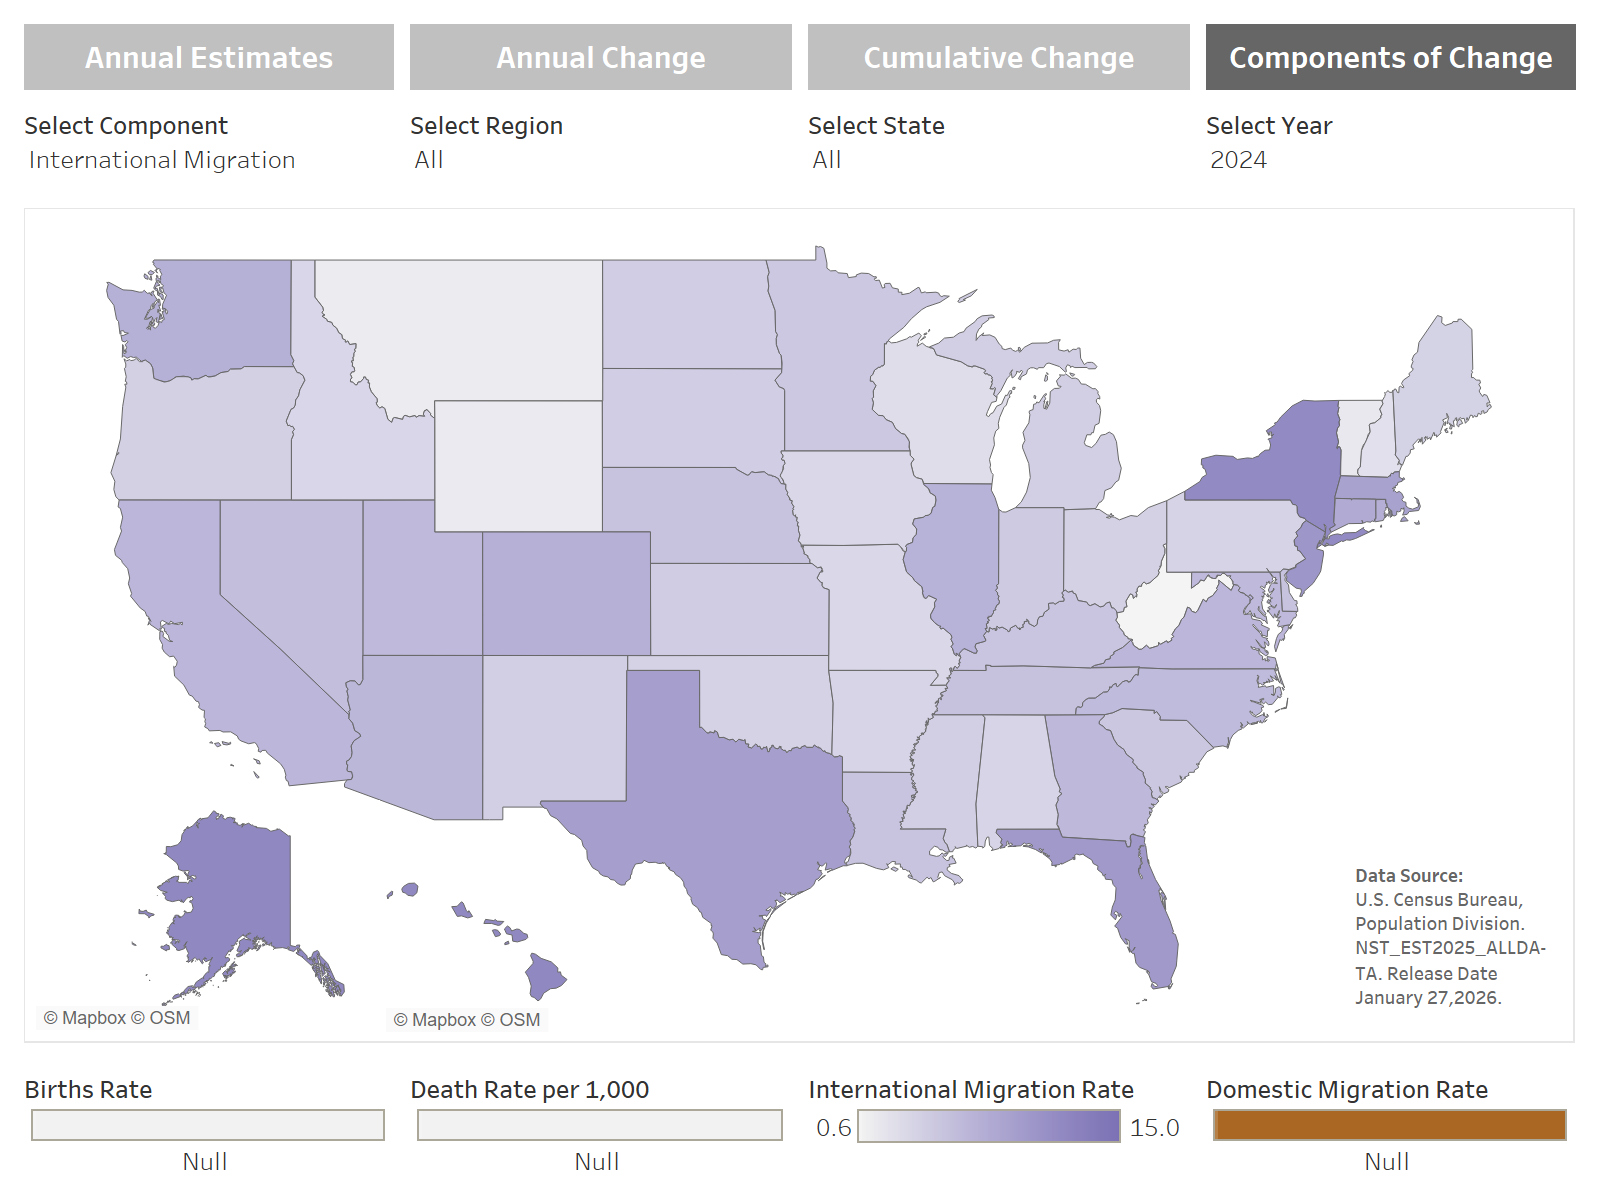 Annual Estimates
Annual Change
Cumulative Change
Components of Change
Select Component
International Migration
Select Region
All
Select State
All
Select Year
2024
Data Source:
U.S. Census Bureau,
Population Division.
NST_EST2025_ALLDA-
TA. Release Date
January 27,2026.
© Mapbox © OSM
© Mapbox © OSM
Births Rate
Null
Death Rate per 1,000
Null
International Migration Rate
0.6
15.0
Domestic Migration Rate
Null